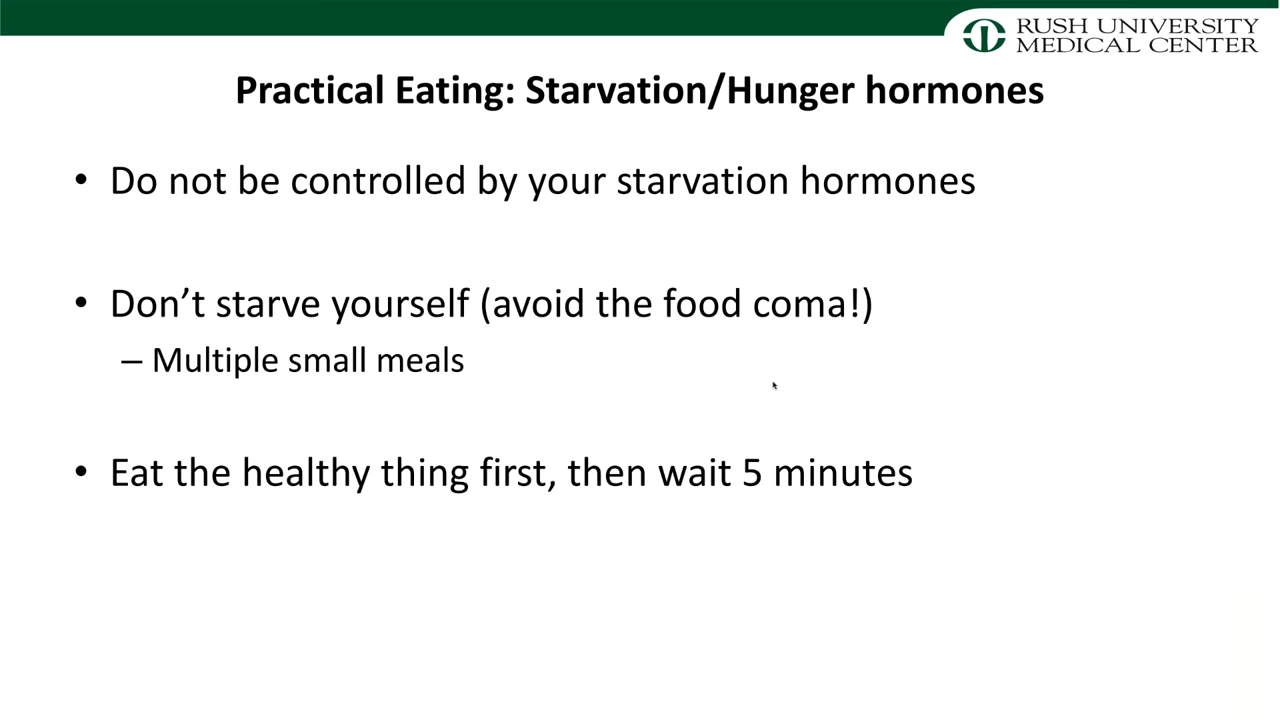 RUSH UNIVERSITY
MEDICAL CENTER
Practical Eating: Starvation/Hunger hormones
• Do not be controlled by your starvation hormones
• Don’t starve yourself (avoid the food coma!)
– Multiple small meals
• Eat the healthy thing first, then wait 5 minutes